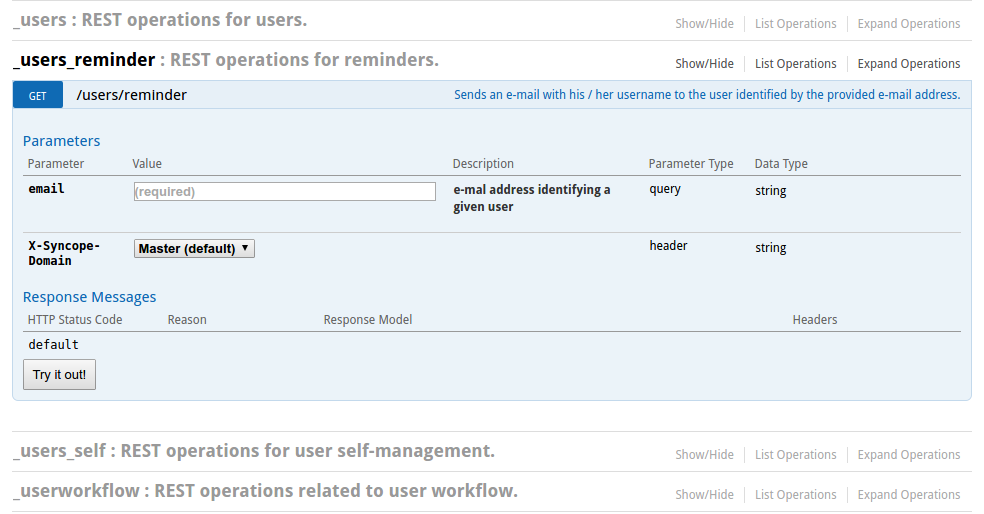 _users : REST operations for users. Show/Hide List Operations Expand Operations
_users_reminder : REST operations for reminders. Show/Hide List Operations Expand Operations
GET /users/reminder Sends an e-mail with his / her username to the user identified by the provided e-mail address.
Parameters
Parameter Value Description Parameter Type Data Type
email (required) e-mal address identifying a query string
given user
X-Syncope- Master (default) ▼ header string
Domain
Response Messages
HTTP Status Code Reason Response Model Headers
default
Try it out!
_users_self : REST operations for user self-management. Show/Hide List Operations Expand Operations
_userworkflow : REST operations related to user workflow. Show/Hide List Operations Expand Operations